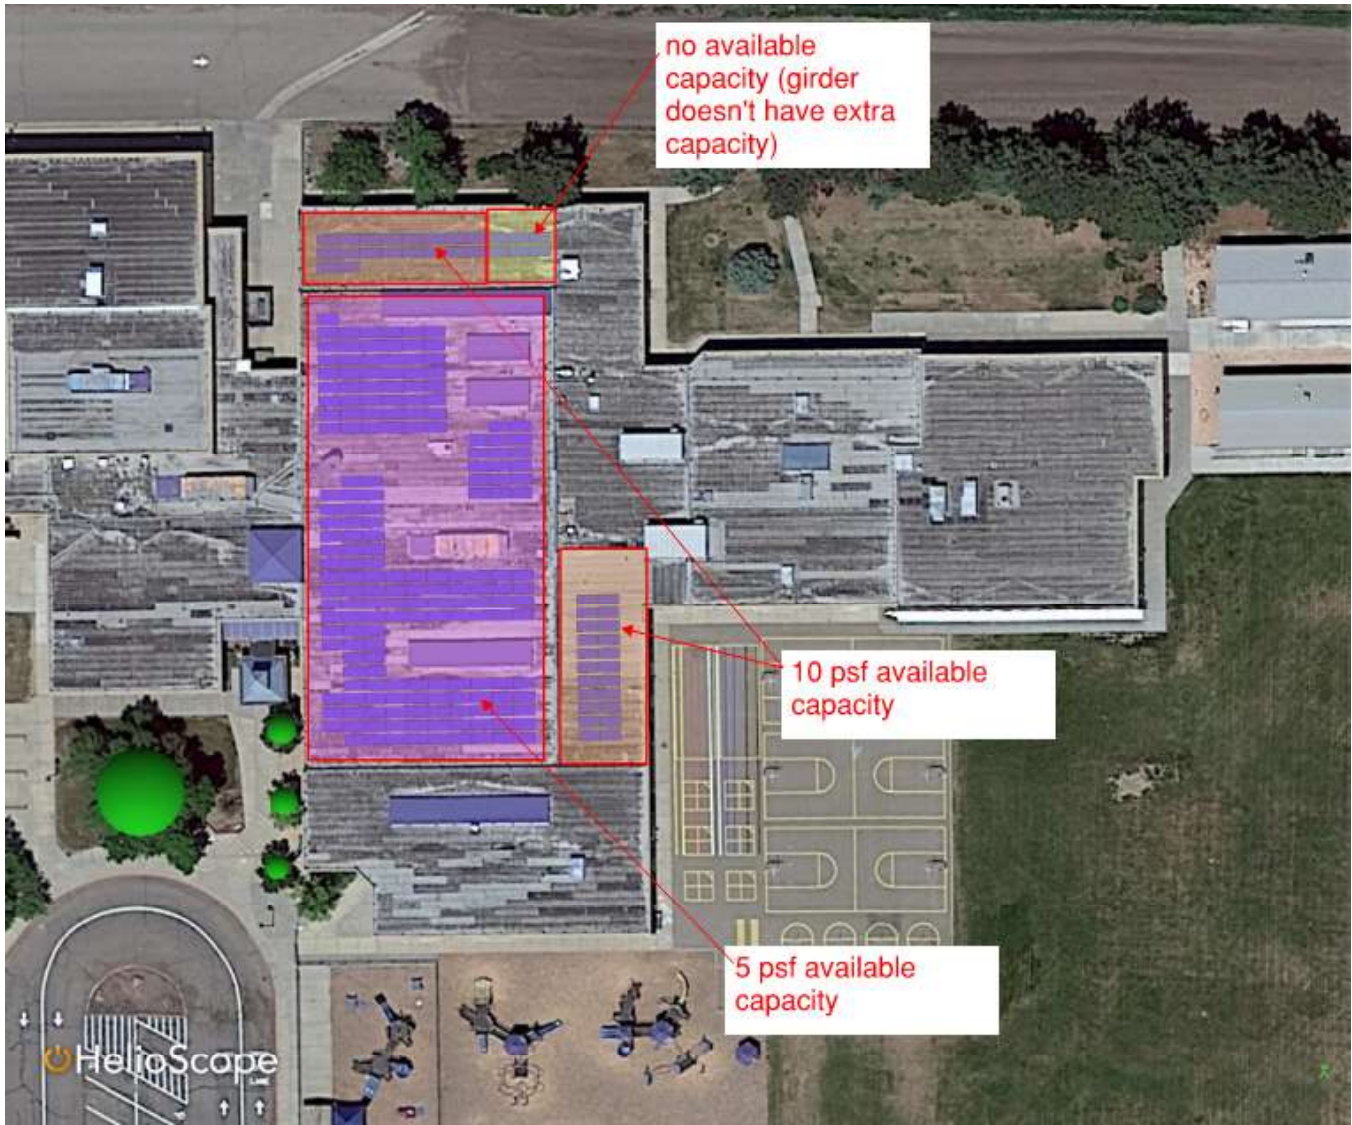 no available
capacity (girder
doesn't have extra
capacity)
10 psf available
capacity
5 psf available
capacity
HelioScope